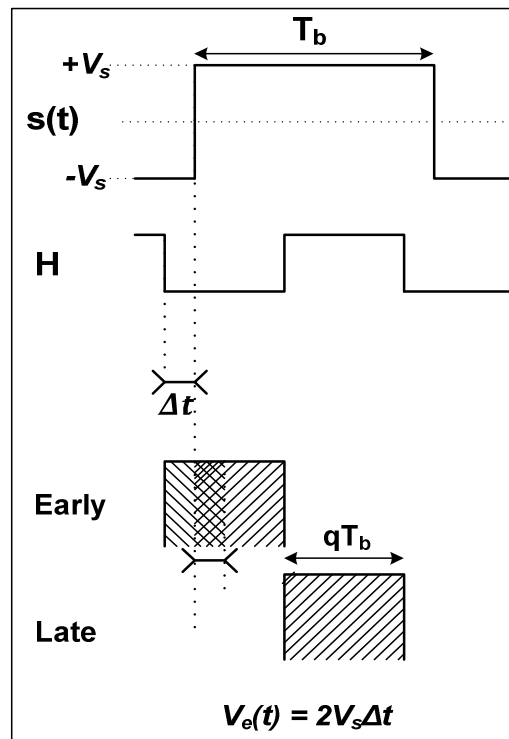 T_b
+V_s
s(t)
-V_s
H
Δt
Early
qT_b
Late
V_e(t) = 2V_sΔt